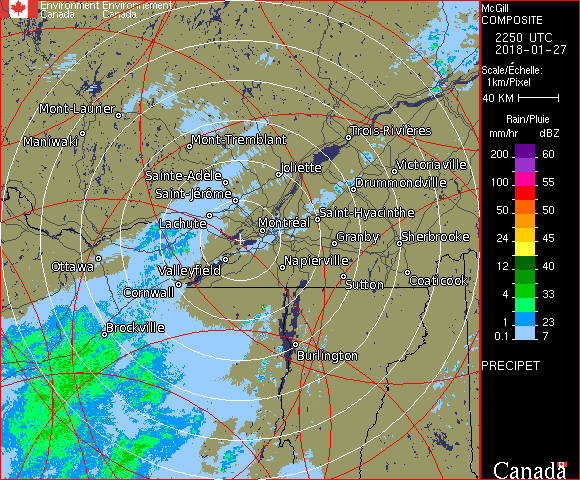 Environment Environnement
Canada Canada
McGill
COMPOSITE
2250 UTC
2018-01-27
Scale/Échelle:
1km/Pixel
40 KM
Rain/Pluie
mm/hr dBZ
200 60
100 55
50 50
24 45
12 40
4 33
1 23
0.1 7
PRECIPET
Canada
Mont-Laurier
Maniwaki
Mont-Tremblant
Trois-Rivières
Sainte-Adèle
Joliette
Victoriaville
Saint-Jérôme
Drummondville
Lachute
Montréal
Saint-Hyacinthe
Granby
Sherbrooke
Ottawa
Valleyfield
Napierville
Cornwall
Sutton
Coaticook
Brockville
Burlington